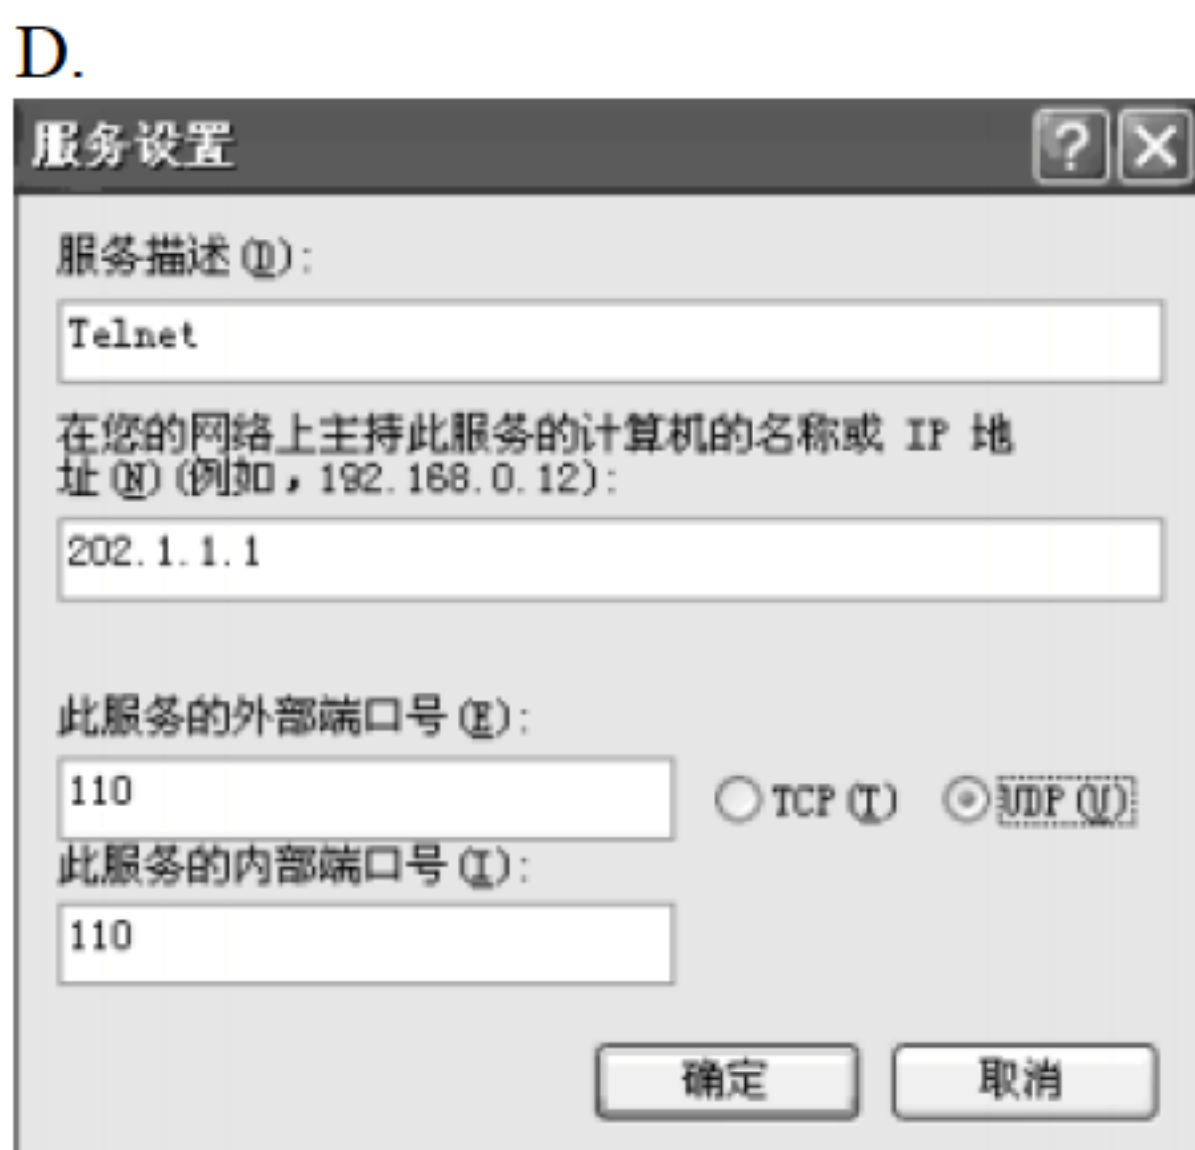 D.
服务设置
服务描述(D):
Telnet
在您的网络上主持此服务的计算机的名称或 IP 地
址(N)(例如，192.168.0.12):
202.1.1.1
此服务的外部端口号(E):
110
TCP(T) UDP(U)
此服务的内部端口号(I):
110
确定 取消